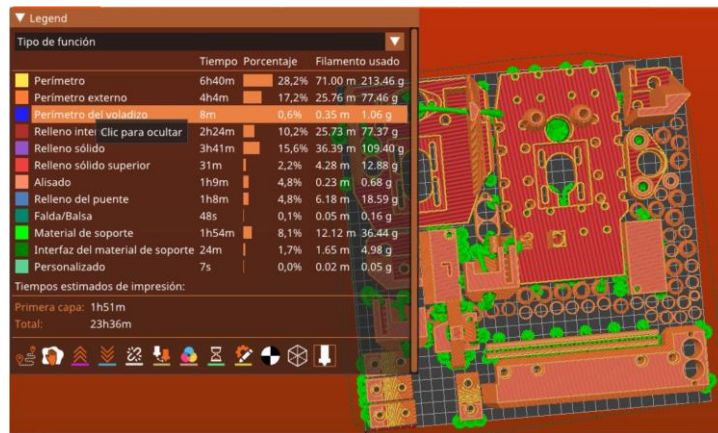 Legend
Tipo de función
Tiempo Porcentaje Filamento usado
Perímetro 6h40m 28,2% 71.00 m 213.46 g
Perímetro externo 4h4m 17,2% 25.76 m 77.46 g
Perímetro del voladizo 8m 0,6% 0.35 m 1.06 g
Relleno inter 2h24m 10,2% 25.73 m 77.37 g
Clic para ocultar
Relleno sólido 3h41m 15,6% 36.39 m 109.40 g
Relleno sólido superior 31m 2,2% 4.28 m 12.88 g
Alisado 1h9m 4,8% 0.23 m 0.68 g
Relleno del puente 1h8m 4,8% 6.18 m 18.59 g
Falda/Balsa 48s 0,1% 0.05 m 0.16 g
Material de soporte 1h54m 8,1% 12.12 m 36.44 g
Interfaz del material de soporte 24m 1,7% 1.65 m 4.98 g
Personalizado 7s 0,0% 0.02 m 0.05 g
Tiempos estimados de impresión:
Primera capa: 1h51m
Total: 23h36m